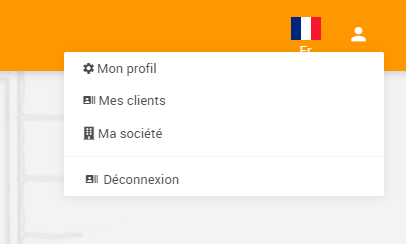 Fr
Mon profil
Mes clients
Ma société
Déconnexion